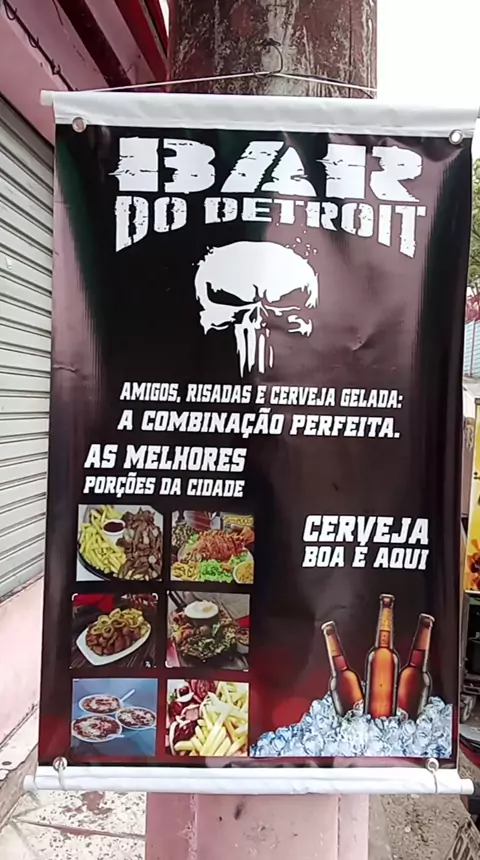 BAR
DO DETROIT
AMIGOS, RISADAS E CERVEJA GELADA:
A COMBINAÇÃO PERFEITA.
AS MELHORES
PORÇÕES DA CIDADE
CERVEJA
BOA É AQUI